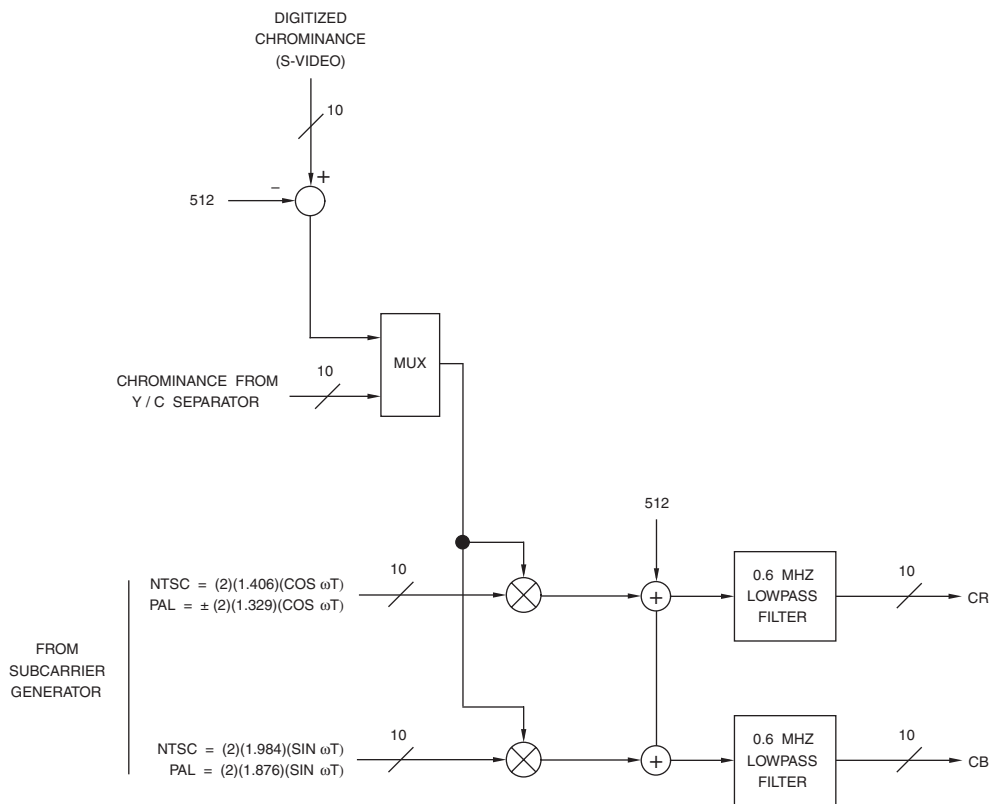 DIGITIZED
CHROMINANCE
(S-VIDEO)
10
+
–
512
MUX
10
CHROMINANCE FROM
Y / C SEPARATOR
512
NTSC = (2)(1.406)(COS ωT)
PAL = ± (2)(1.329)(COS ωT)
10
+
0.6 MHZ
LOWPASS
FILTER
10
CR
FROM
SUBCARRIER
GENERATOR
NTSC = (2)(1.984)(SIN ωT)
PAL = (2)(1.876)(SIN ωT)
10
+
0.6 MHZ
LOWPASS
FILTER
10
CB